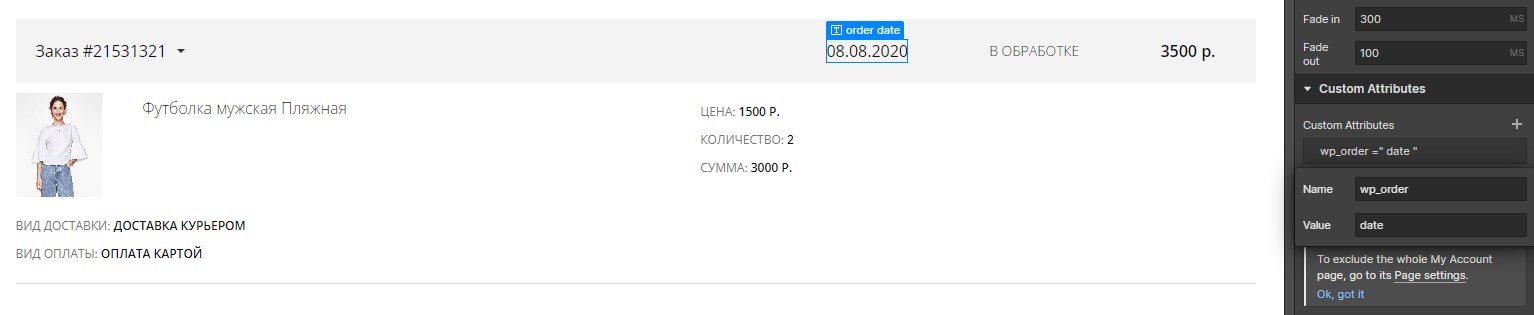 order date
Заказ #21531321
08.08.2020
В ОБРАБОТКЕ
3500 р.
Футболка мужская Пляжная
ЦЕНА: 1500 Р.
КОЛИЧЕСТВО: 2
СУММА: 3000 Р.
ВИД ДОСТАВКИ: ДОСТАВКА КУРЬЕРОМ
ВИД ОПЛАТЫ: ОПЛАТА КАРТОЙ
Fade in 300 MS
Fade out 100 MS
Custom Attributes
Custom Attributes +
wp_order =" date "
Name wp_order
Value date
To exclude the whole My Account
page, go to its Page settings.
Ok, got it